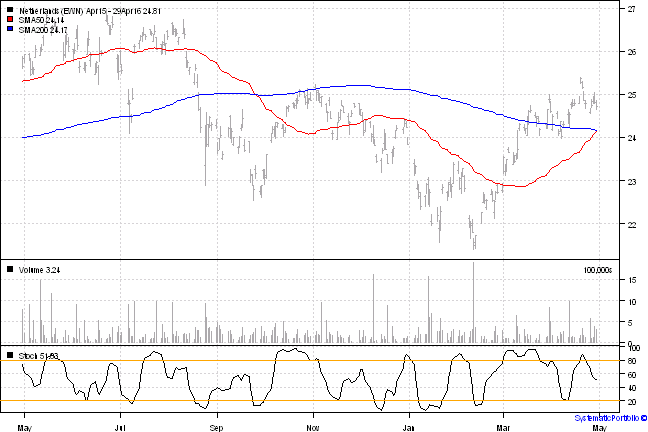 Netherlands (EWN) Apr15 - 29Apr16 24.81
SMA50 24.14
SMA200 24.17
27
26
25
24
23
22
Volume 3.24
100,000s
15
10
5
0
Stoch 51.93
100
80
60
40
20
May Jul Sep Nov Jan Mar May
SystematicPortfolio ©